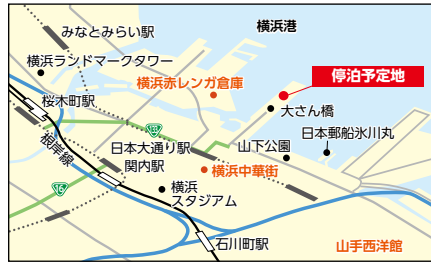 みなとみらい駅
横浜港
横浜ランドマークタワー
横浜赤レンガ倉庫
停泊予定地
桜木町駅
大さん橋
根岸線
日本大通り駅
関内駅
山下公園
日本郵船氷川丸
横浜中華街
16
横浜
スタジアム
石川町駅
山手西洋館